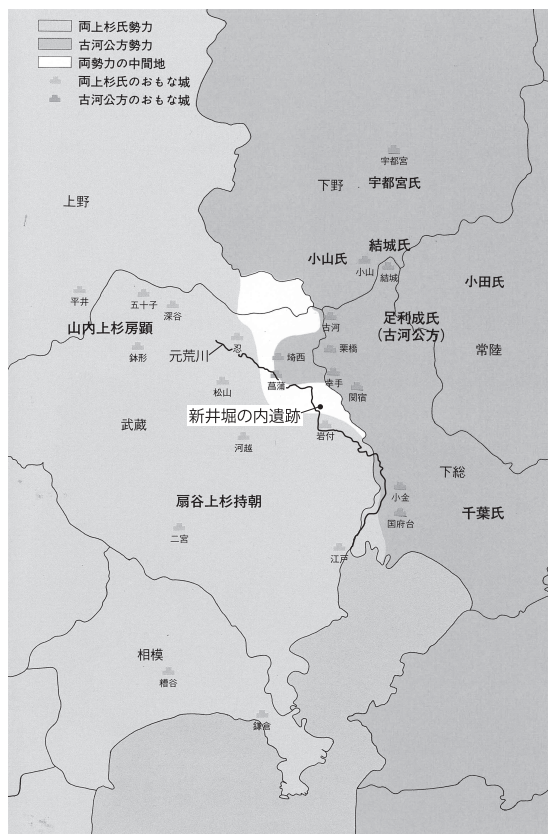 両上杉氏勢力
古河公方勢力
両勢力の中間地
両上杉氏のおもな城
古河公方のおもな城
宇都宮
下野
宇都宮氏
上野
結城氏
小山氏
小山
結城
小田氏
平井
五十子
深谷
古河
足利成氏
(古河公方)
山内上杉房顕
忍
栗橋
常陸
鉢形
元荒川
埼西
幸手
菖蒲
関宿
松山
新井堀の内遺跡
武蔵
岩付
河越
下総
小金
扇谷上杉持朝
国府台
千葉氏
二宮
江戸
相模
糟谷
鎌倉